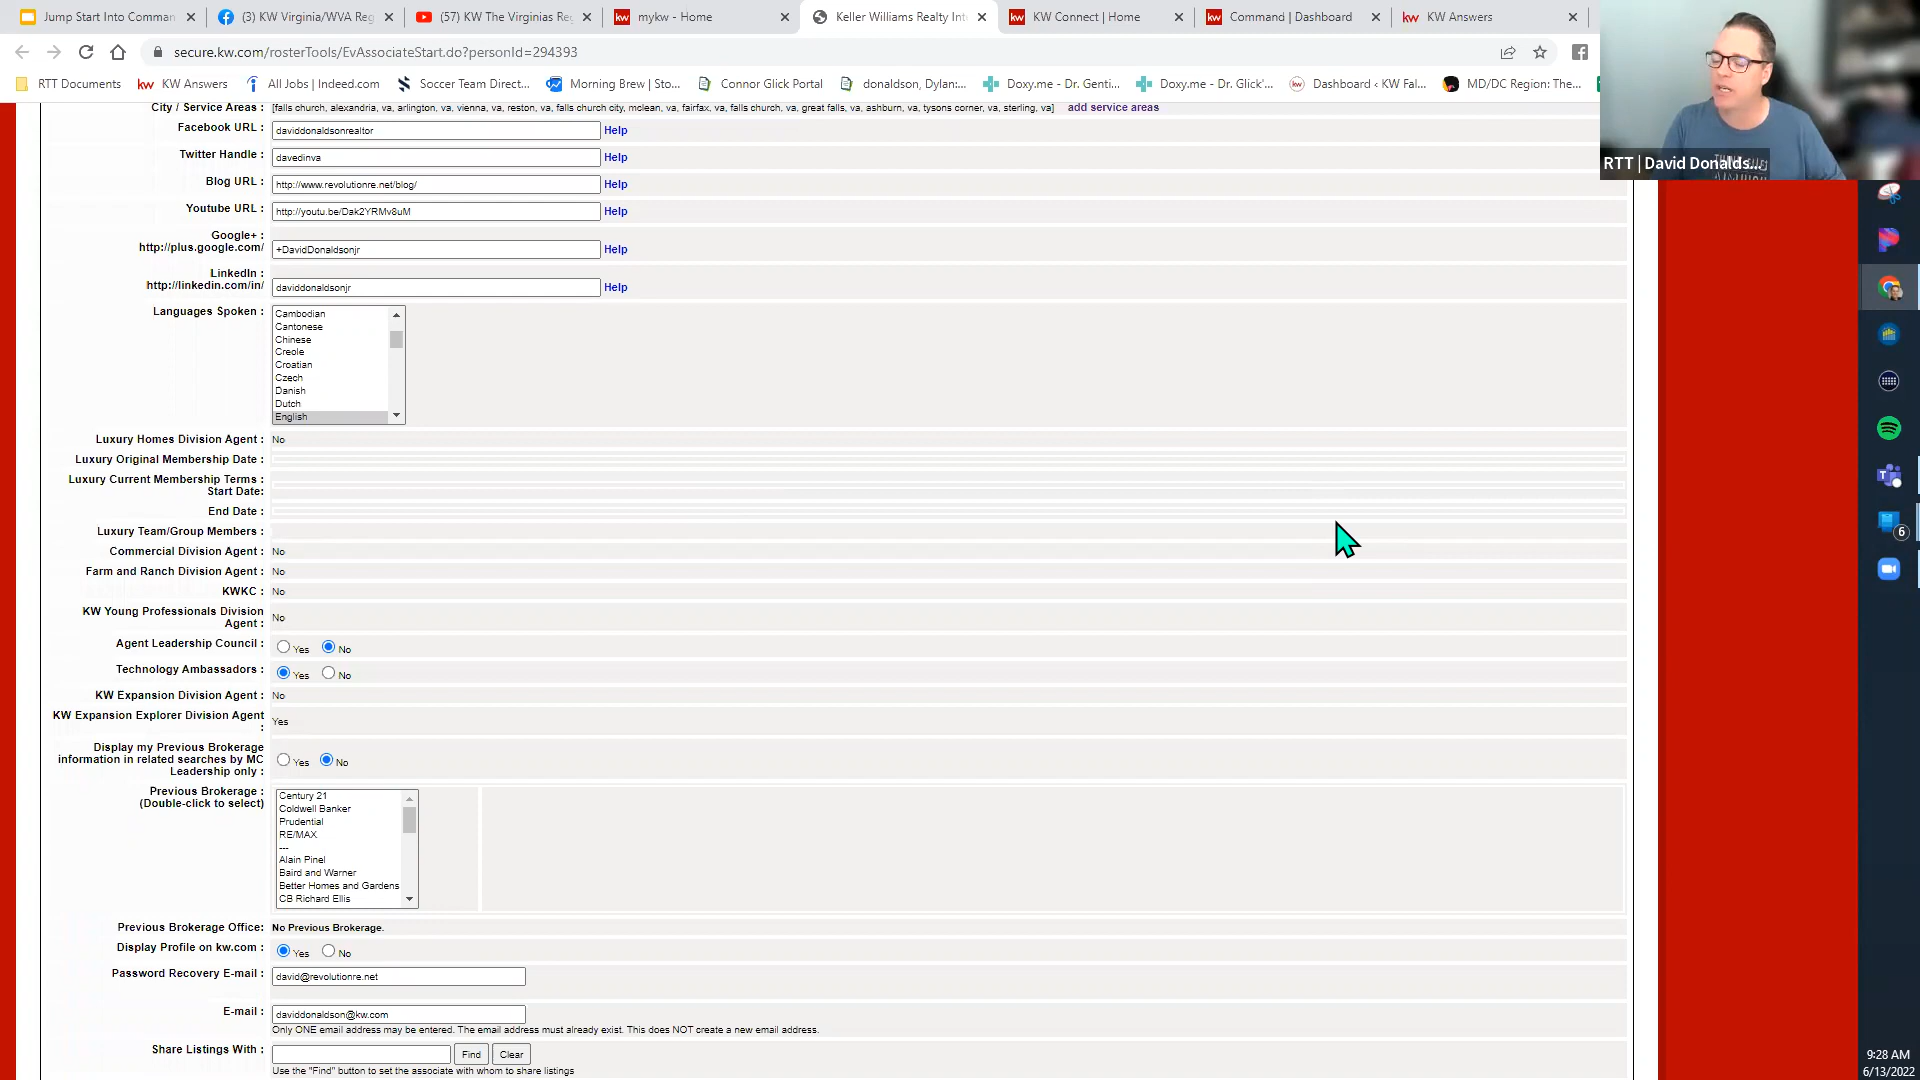 Jump Start Into Comman
(3) KW Virginia/WVA Reg
(57) KW The Virginias Re
mykw - Home
Keller Williams Realty Int
KW Connect | Home
Command | Dashboard
KW Answers
secure.kw.com/rosterTools/EvAssociateStart.do?personId=294393
RTT Documents
KW Answers
All Jobs | Indeed.com
Soccer Team Direct...
Morning Brew | Sto...
Connor Glick Portal
donaldson, Dylan:...
Doxy.me - Dr. Genti...
Doxy.me - Dr. Glick'...
Dashboard ‹ KW Fal...
MD/DC Region: The...
RTT | David Donalds...
City / Service Areas : [falls church, alexandria, va, arlington, va, vienna, va, reston, va, falls church city, mclean, va, fairfax, va, falls church, va, great falls, va, ashburn, va, tysons corner, va, sterling, va] add service areas
Facebook URL : daviddonaldsonrealtor Help
Twitter Handle : davedinva Help
Blog URL : http://www.revolutionre.net/blog/ Help
Youtube URL : http://youtu.be/Dak2YRMv8uM Help
Google+ :
http://plus.google.com/ +DavidDonaldsonjr Help
LinkedIn :
http://linkedin.com/in/ daviddonaldsonjr Help
Languages Spoken :
Cambodian
Cantonese
Chinese
Creole
Croatian
Czech
Danish
Dutch
English
Luxury Homes Division Agent : No
Luxury Original Membership Date :
Luxury Current Membership Terms :
Start Date:
End Date :
Luxury Team/Group Members :
Commercial Division Agent : No
Farm and Ranch Division Agent : No
KWKC : No
KW Young Professionals Division
Agent : No
Agent Leadership Council : Yes No
Technology Ambassadors : Yes No
KW Expansion Division Agent : No
KW Expansion Explorer Division Agent
: Yes
Display my Previous Brokerage
information in related searches by MC
Leadership only : Yes No
Previous Brokerage :
(Double-click to select)
Century 21
Coldwell Banker
Prudential
RE/MAX
---
Alain Pinel
Baird and Warner
Better Homes and Gardens
CB Richard Ellis
Previous Brokerage Office: No Previous Brokerage.
Display Profile on kw.com : Yes No
Password Recovery E-mail : david@revolutionre.net
E-mail : daviddonaldson@kw.com
Only ONE email address may be entered. The email address must already exist. This does NOT create a new email address.
Share Listings With : Find Clear
Use the "Find" button to set the associate with whom to share listings
6
9:28 AM
6/13/2022